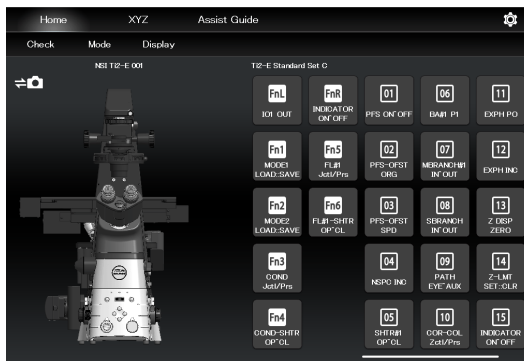 Home XYZ Assist Guide
Check Mode Display
NSI Ti2-E 001
Ti2-E Standard Set C
FnL FnR 01 06 11
IO1 OUT
INDICATOR
ON⁻OFF
PFS ON⁻OFF
BA#1 P1
EXPH PO
Fn1 Fn5 02 07 12
MODE1
LOAD::SAVE
FL#1
Jctl/Prs
PFS-OFST
ORG
MBRANCH#1
IN⁻OUT
EXPH INC
Fn2 Fn6 03 08 13
MODE2
LOAD::SAVE
FL#1-SHTR
OP⁻CL
PFS-OFST
SPD
SBRANCH
IN⁻OUT
Z DISP
ZERO
Fn3 04 09 14
COND
Jctl/Prs
NSPC INC
PATH
EYE⁻AUX
Z-LMT
SET::CLR
Fn4 05 10 15
COND-SHTR
OP⁻CL
SHTR#1
OP⁻CL
COR-COL
Zctl/Prs
INDICATOR
ON⁻OFF